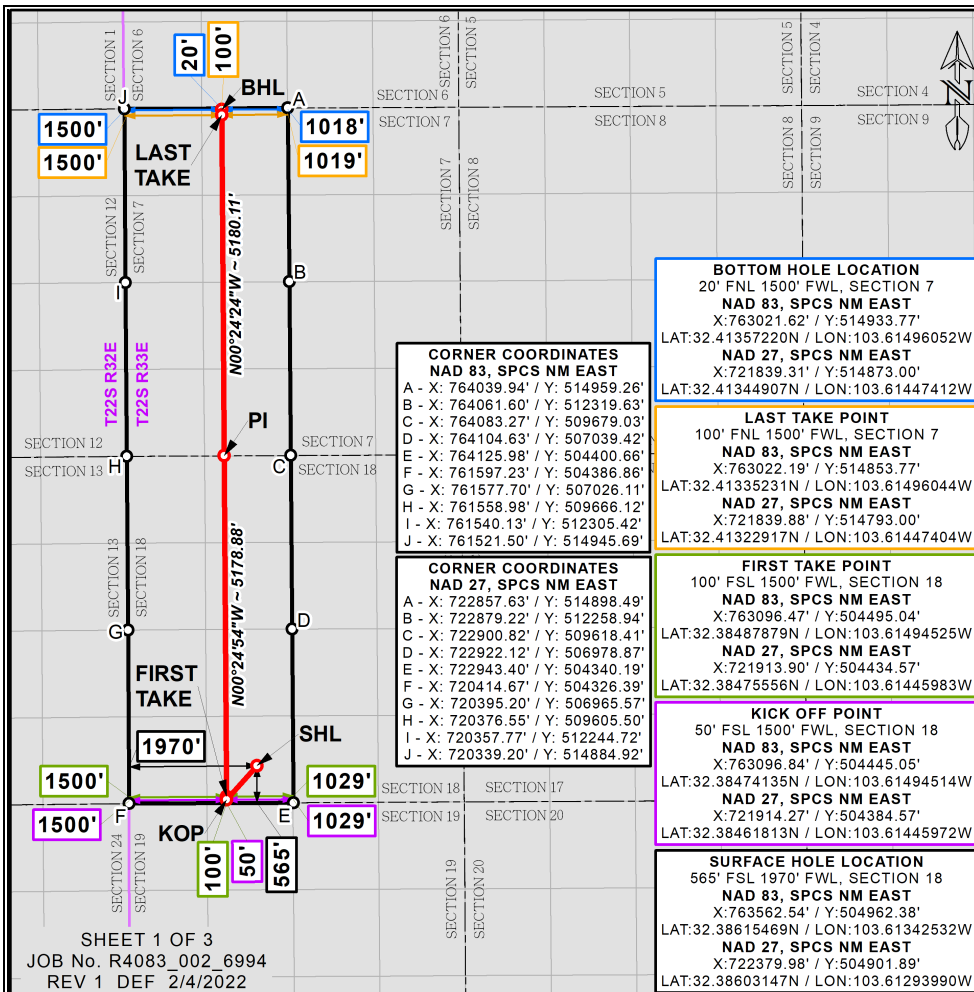 SECTION 1
SECTION 6
20'
100'
SECTION 6
SECTION 5
SECTION 5
SECTION 4
J
BHL
A
SECTION 6
SECTION 5
SECTION 4
SECTION 7
SECTION 8
SECTION 9
1500'
1018'
1500'
1019'
LAST
TAKE
SECTION 7
SECTION 8
SECTION 8
SECTION 9
N
SECTION 12
SECTION 7
N00°24'24"W ~ 5180.11'
B
I
T22S R32E
T22S R33E
PI
SECTION 12
SECTION 13
SECTION 7
SECTION 18
H
C
SECTION 13
SECTION 18
N00°24'54"W ~ 5178.88'
G
D
FIRST
TAKE
SHL
1970'
1500'
1029'
SECTION 18
SECTION 17
SECTION 19
SECTION 20
F
E
1500'
KOP
1029'
100'
50'
565'
SECTION 24
SECTION 19
SECTION 19
SECTION 20
SHEET 1 OF 3
JOB No. R4083_002_6994
REV 1 DEF 2/4/2022
CORNER COORDINATES
NAD 83, SPCS NM EAST
A - X: 764039.94' / Y: 514959.26'
B - X: 764061.60' / Y: 512319.63'
C - X: 764083.27' / Y: 509679.03'
D - X: 764104.63' / Y: 507039.42'
E - X: 764125.98' / Y: 504400.66'
F - X: 761597.23' / Y: 504386.86'
G - X: 761577.70' / Y: 507026.11'
H - X: 761558.98' / Y: 509666.12'
I - X: 761540.13' / Y: 512305.42'
J - X: 761521.50' / Y: 514945.69'
CORNER COORDINATES
NAD 27, SPCS NM EAST
A - X: 722857.63' / Y: 514898.49'
B - X: 722879.22' / Y: 512258.94'
C - X: 722900.82' / Y: 509618.41'
D - X: 722922.12' / Y: 506978.87'
E - X: 722943.40' / Y: 504340.19'
F - X: 720414.67' / Y: 504326.39'
G - X: 720395.20' / Y: 506965.57'
H - X: 720376.55' / Y: 509605.50'
I - X: 720357.77' / Y: 512244.72'
J - X: 720339.20' / Y: 514884.92'
BOTTOM HOLE LOCATION
20' FNL 1500' FWL, SECTION 7
NAD 83, SPCS NM EAST
X:763021.62' / Y:514933.77'
LAT:32.41357220N / LON:103.61496052W
NAD 27, SPCS NM EAST
X:721839.31' / Y:514873.00'
LAT:32.41344907N / LON:103.61447412W
LAST TAKE POINT
100' FNL 1500' FWL, SECTION 7
NAD 83, SPCS NM EAST
X:763022.19' / Y:514853.77'
LAT:32.41335231N / LON:103.61496044W
NAD 27, SPCS NM EAST
X:721839.88' / Y:514793.00'
LAT:32.41322917N / LON:103.61447404W
FIRST TAKE POINT
100' FSL 1500' FWL, SECTION 18
NAD 83, SPCS NM EAST
X:763096.47' / Y:504495.04'
LAT:32.38487879N / LON:103.61494525W
NAD 27, SPCS NM EAST
X:721913.90' / Y:504434.57'
LAT:32.38475556N / LON:103.61445983W
KICK OFF POINT
50' FSL 1500' FWL, SECTION 18
NAD 83, SPCS NM EAST
X:763096.84' / Y:504445.05'
LAT:32.38474135N / LON:103.61494514W
NAD 27, SPCS NM EAST
X:721914.27' / Y:504384.57'
LAT:32.38461813N / LON:103.61445972W
SURFACE HOLE LOCATION
565' FSL 1970' FWL, SECTION 18
NAD 83, SPCS NM EAST
X:763562.54' / Y:504962.38'
LAT:32.38615469N / LON:103.61342532W
NAD 27, SPCS NM EAST
X:722379.98' / Y:504901.89'
LAT:32.38603147N / LON:103.61293990W